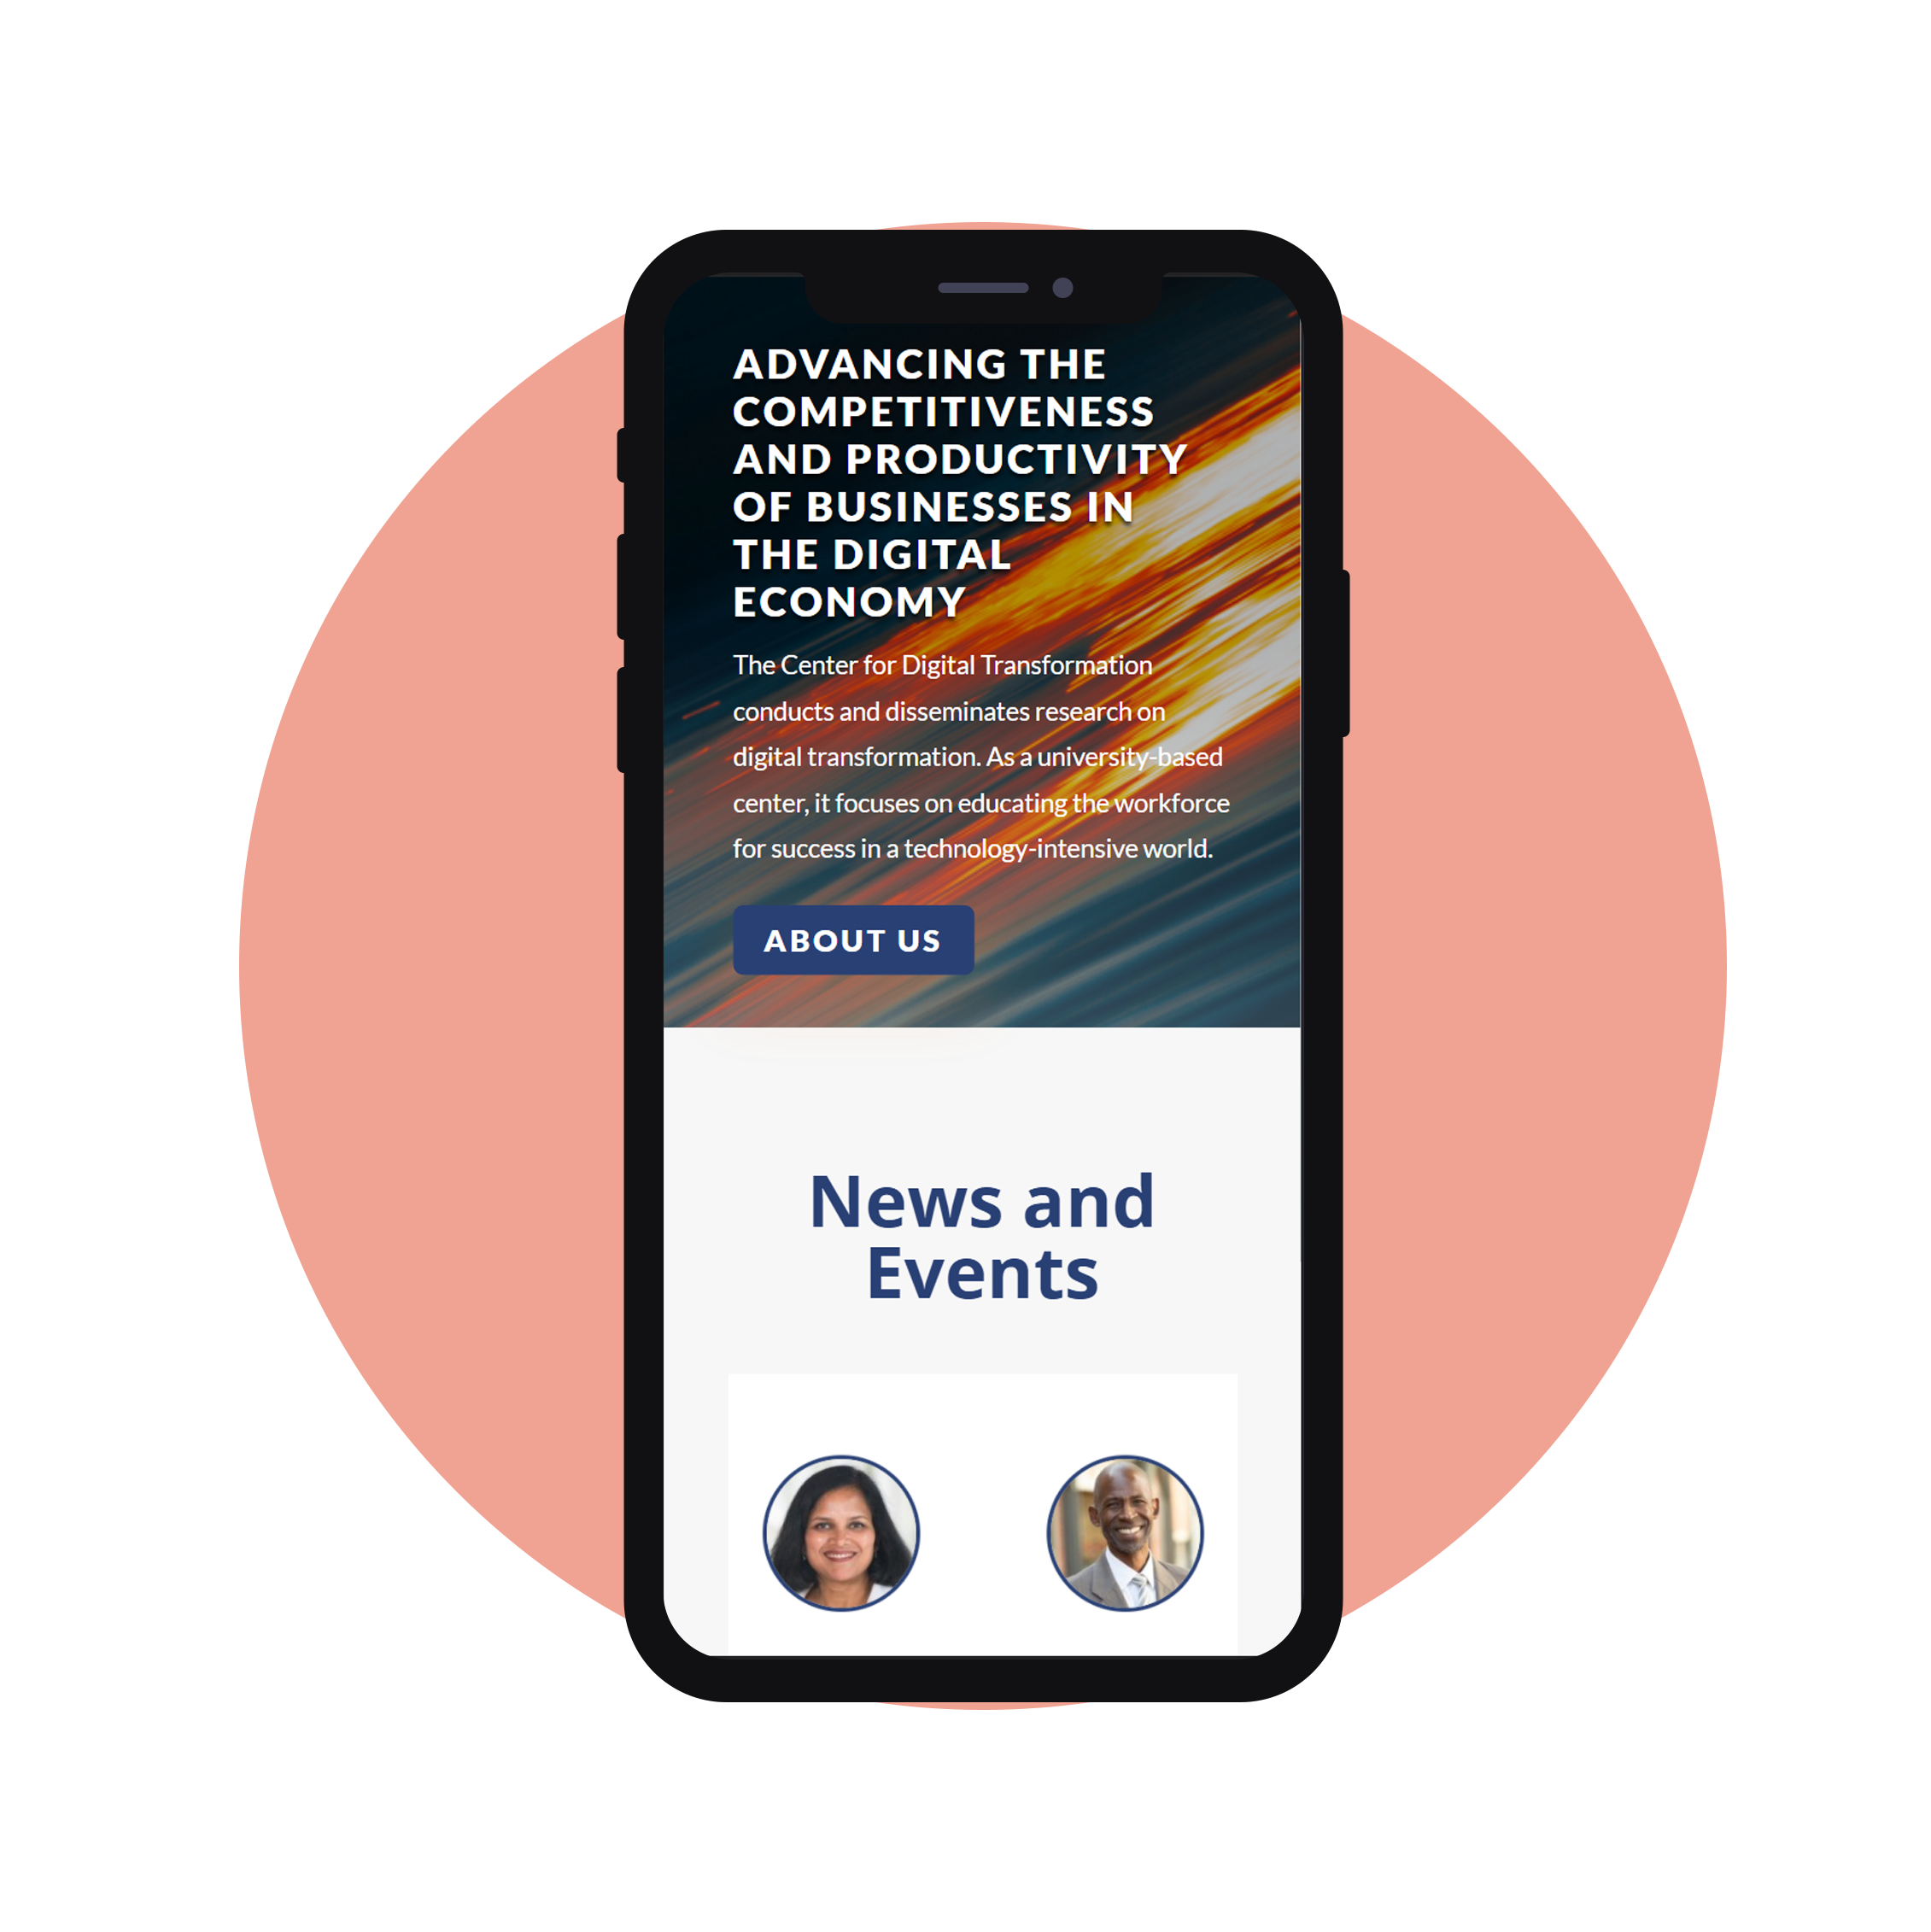 ADVANCING THE
COMPETITIVENESS
AND PRODUCTIVITY
OF BUSINESSES IN
THE DIGITAL
ECONOMY
The Center for Digital Transformation
conducts and disseminates research on
digital transformation. As a university-based
center, it focuses on educating the workforce
for success in a technology-intensive world.
ABOUT US
News and
Events